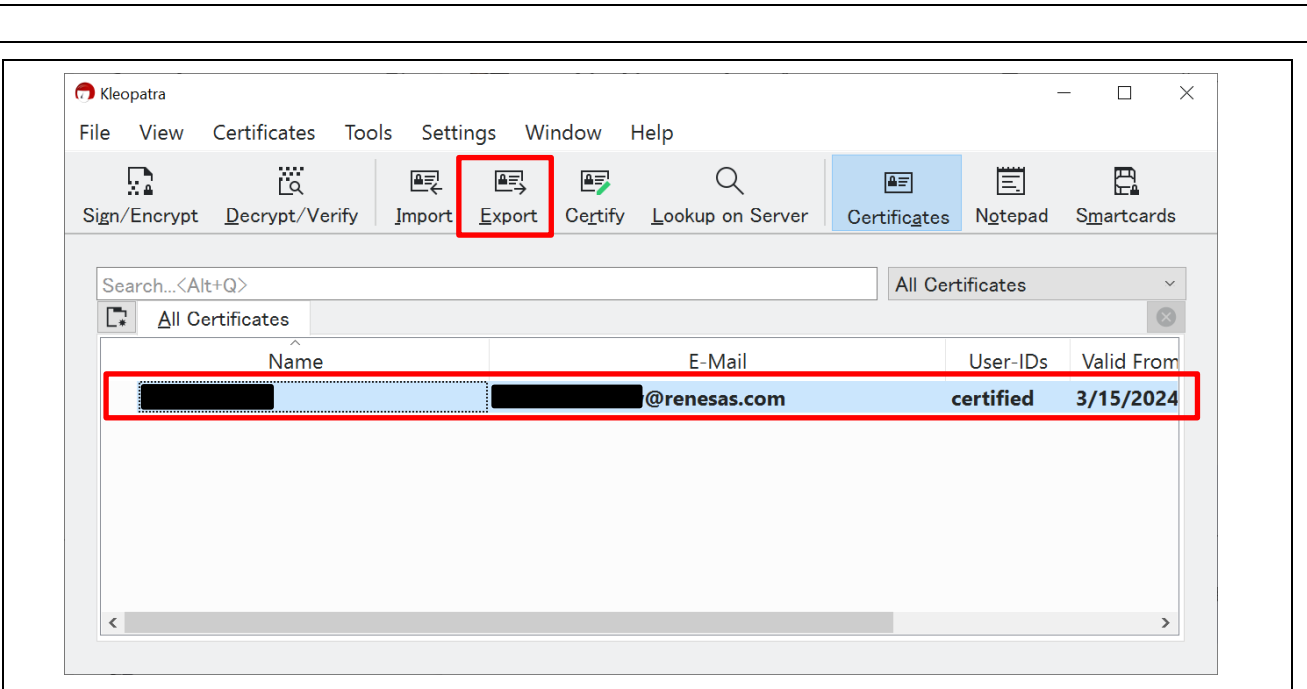 Kleopatra
File View Certificates Tools Settings Window Help
Sign/Encrypt Decrypt/Verify Import Export Certify Lookup on Server Certificates Notepad Smartcards
Search...<Alt+Q> All Certificates
All Certificates
Name E-Mail User-IDs Valid From
@renesas.com certified 3/15/2024